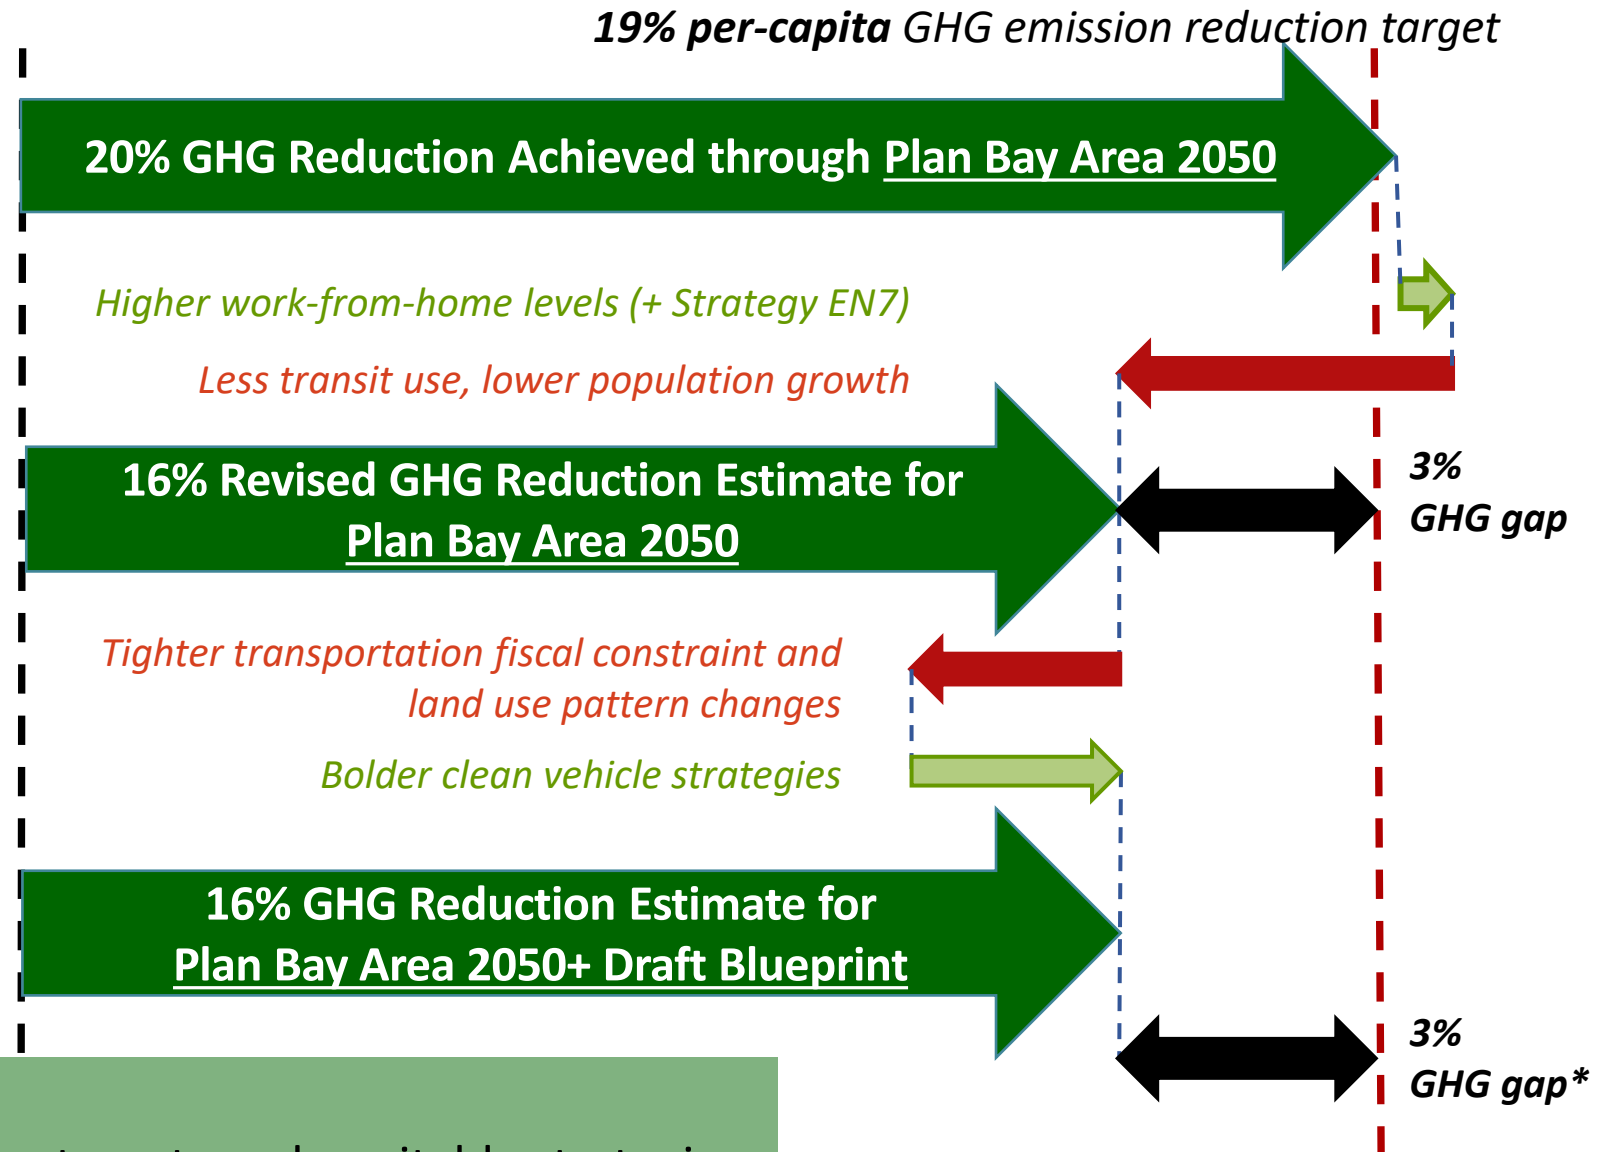 19% per-capita GHG emission reduction target
20% GHG Reduction Achieved through Plan Bay Area 2050
Higher work-from-home levels (+ Strategy EN7)
Less transit use, lower population growth
16% Revised GHG Reduction Estimate for
Plan Bay Area 2050
3%
GHG gap
Tighter transportation fiscal constraint and
land use pattern changes
Bolder clean vehicle strategies
16% GHG Reduction Estimate for
Plan Bay Area 2050+ Draft Blueprint
3%
GHG gap*